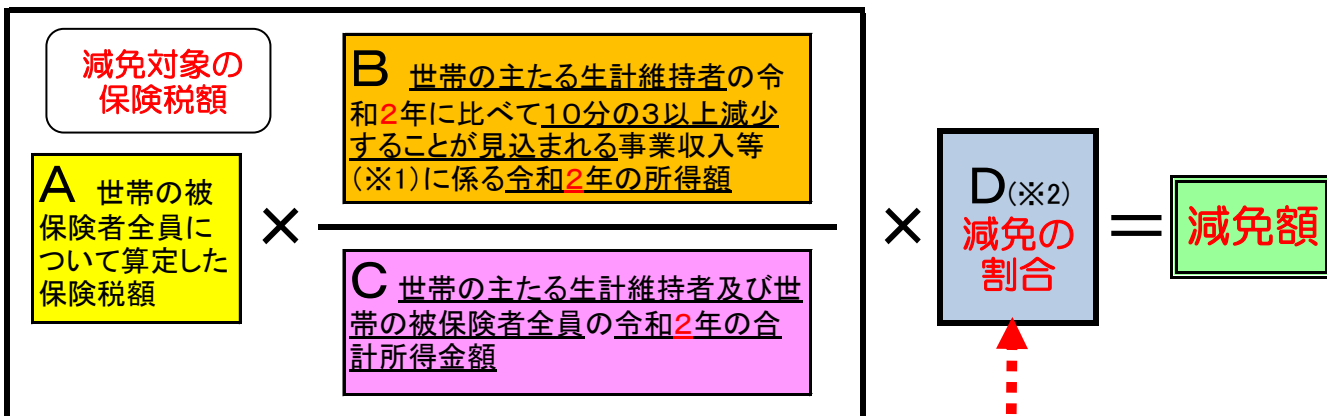 減免対象の
保険税額
A 世帯の被
保険者全員に
ついて算定した
保険税額
×
B 世帯の主たる生計維持者の令
和2年に比べて10分の3以上減少
することが見込まれる事業収入等
(※1)に係る令和2年の所得額
C 世帯の主たる生計維持者及び世
帯の被保険者全員の令和2年の合
計所得金額
×
D(※2)
減免の
割合
=
減免額